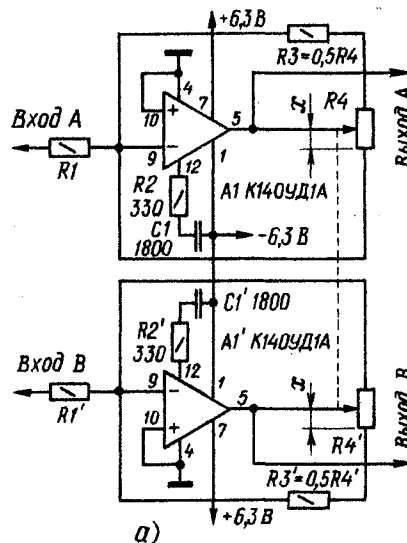 +6,3 В
R3=0,5R4
4
7
5
R4
Выход А
Вход А
10
x
9
12
1
R1
R2
330
А1 К140УД1А
C1
1800
-6,3 В
C1' 1800
R2'
330
А1' К140УД1А
Вход В
12
1
9
5
x
R1'
10
7
R4'
Выход В
4
R3'=0,5R4'
+6,3 В
а)